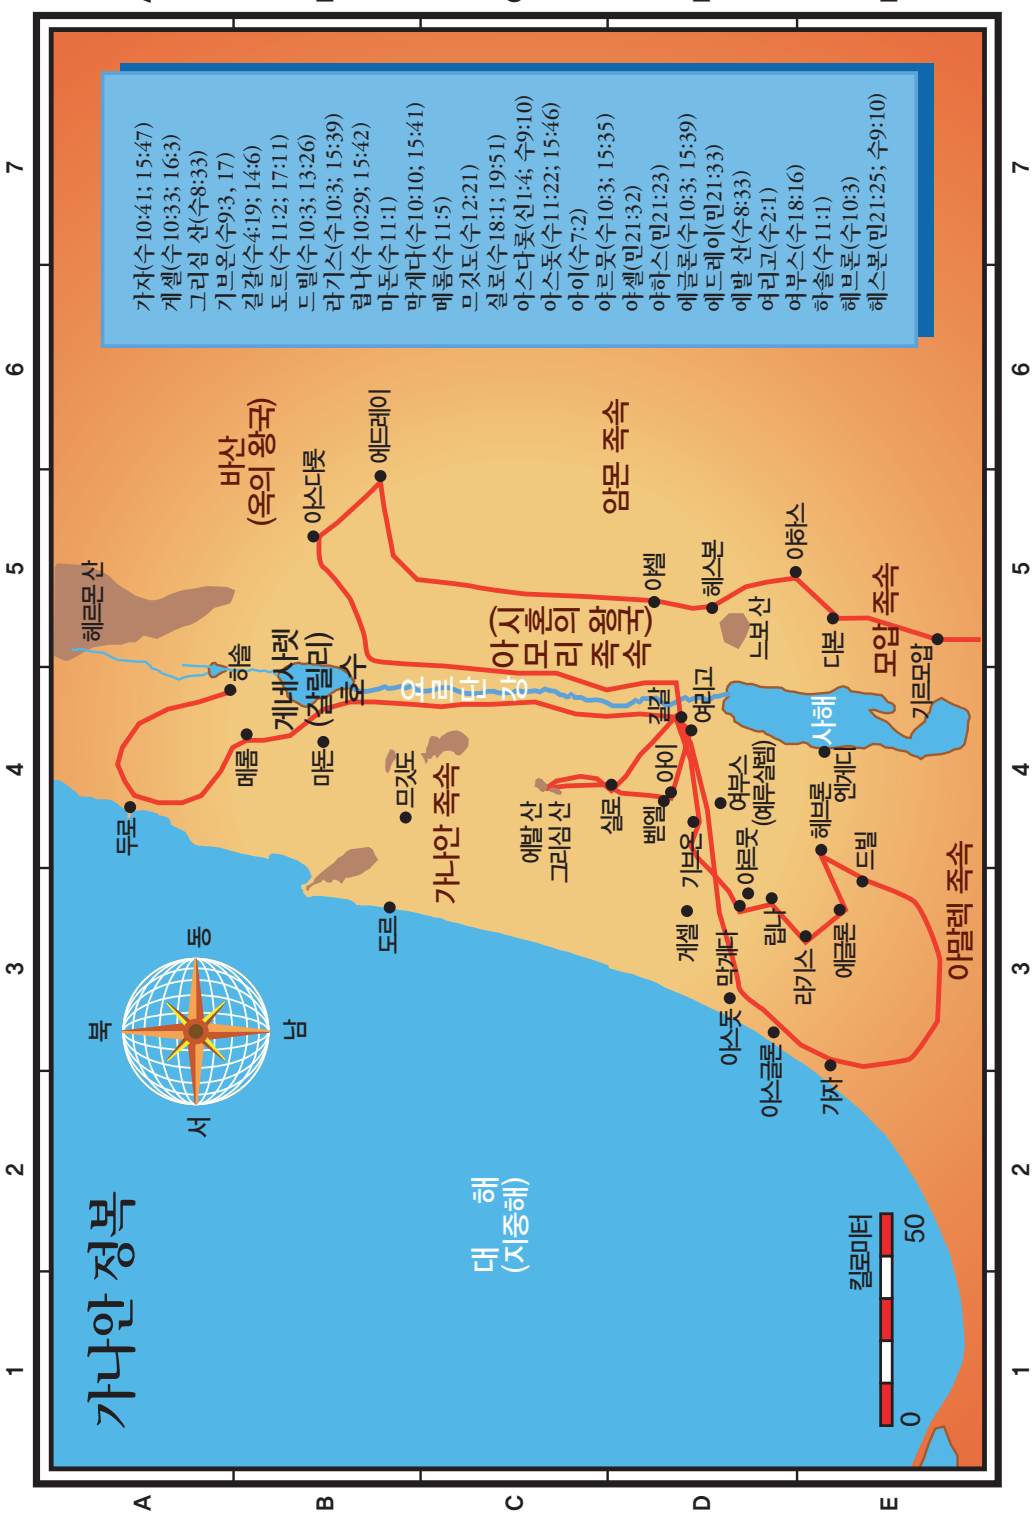 가나안 정복
북
서
동
남
대 해
(지중해)
킬로미터
0
50
헤르몬 산
바산
(옥의 왕국)
두로
하솔
메롬
게네사렛
(갈릴리)
호수
마돈
아스다롯
에드레이
므깃도
도르
가나안 족속
요르단 강
아
모
리
족
속
(시혼의 왕국)
암몬 족속
에발 산
그리심 산
실로
벧엘
아이
길갈
여리고
기브온
게셀
여부스
(예루살렘)
야르뭇
막게다
립나
아스돗
아스글론
라기스
에글론
헤브론
엔게디
드빌
가자
야셀
헤스본
느보 산
야하스
디본
모압 족속
기르모압
사해
아말렉 족속
가자(수10:41; 15:47)
게셀(수10:33; 16:3)
그리심 산(수8:33)
기브온(수9:3, 17)
길갈(수4:19; 14:6)
도르(수11:2; 17:11)
드빌(수10:3; 13:26)
라기스(수10:3; 15:39)
립나(수10:29; 15:42)
마돈(수11:1)
막게다(수10:10; 15:41)
메롬(수11:5)
므깃도(수12:21)
실로(수18:1; 19:51)
아스다롯(신1:4; 수9:10)
아스돗(수11:22; 15:46)
아이(수7:2)
야르뭇(수10:3; 15:35)
야셀(민21:32)
야하스(민21:23)
에글론(수10:3; 15:39)
에드레이(민21:33)
에발 산(수8:33)
여리고(수2:1)
여부스(수18:16)
하솔(수11:1)
헤브론(수10:3)
헤스본(민21:25; 수9:10)
1 2 3 4 5 6 7
1 2 3 4 5 6 7
A
B
C
D
E